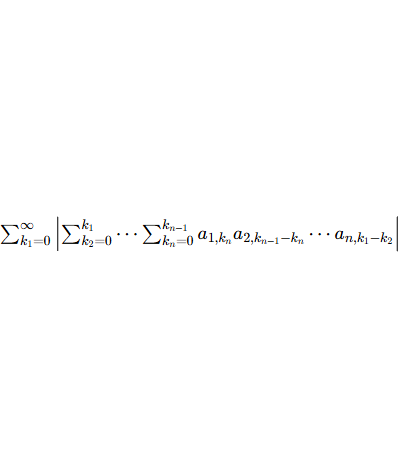 $\sum_{k_1=0}^{\infty} \left| \sum_{k_2=0}^{k_1} \cdots \sum_{k_n=0}^{k_{n-1}} a_{1,k_n} a_{2,k_{n-1}-k_n} \cdots a_{n,k_1-k_2} \right|$